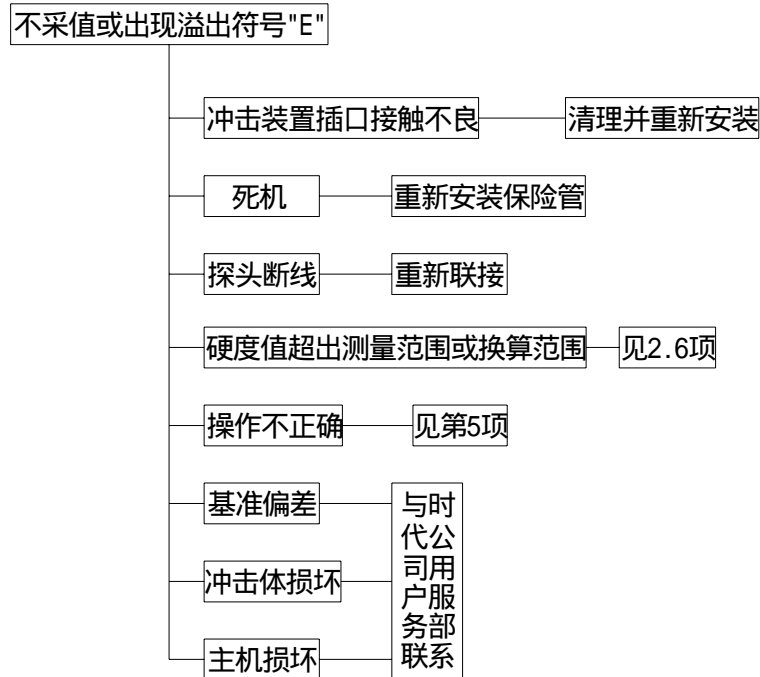 不采值或出现溢出符号"E"
冲击装置插口接触不良
清理并重新安装
死机
重新安装保险管
探头断线
重新联接
硬度值超出测量范围或换算范围
见2.6项
操作不正确
见第5项
基准偏差
冲击体损坏
主机损坏
与时
代公
司用
户服
务部
联系